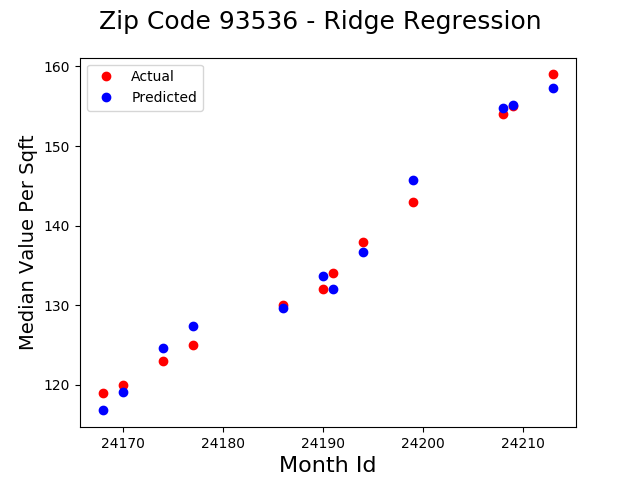 Zip Code 93536 - Ridge Regression
Actual
Predicted
Median Value Per Sqft
160
150
140
130
120
24170 24180 24190 24200 24210
Month Id